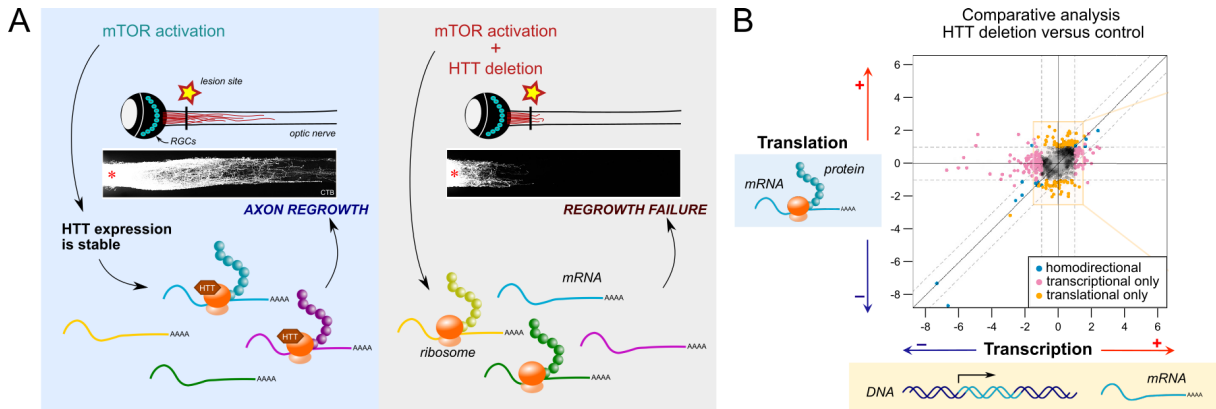 A
mTOR activation
lesion site
optic nerve
RGCs
*
CTB
AXON REGROWTH
HTT expression
is stable
HTT
AAAA
AAAA
HTT
AAAA
AAAA
mTOR activation
+
HTT deletion
*
REGROWTH FAILURE
mRNA
AAAA
AAAA
ribosome
AAAA
AAAA
B
Comparative analysis
HTT deletion versus control
+
Translation
protein
mRNA
AAAA
−
6
4
2
0
-2
-4
-6
-8
homodirectional
transcriptional only
translational only
-8 -6 -4 -2 0 2 4 6
− Transcription +
DNA
mRNA
AAAA